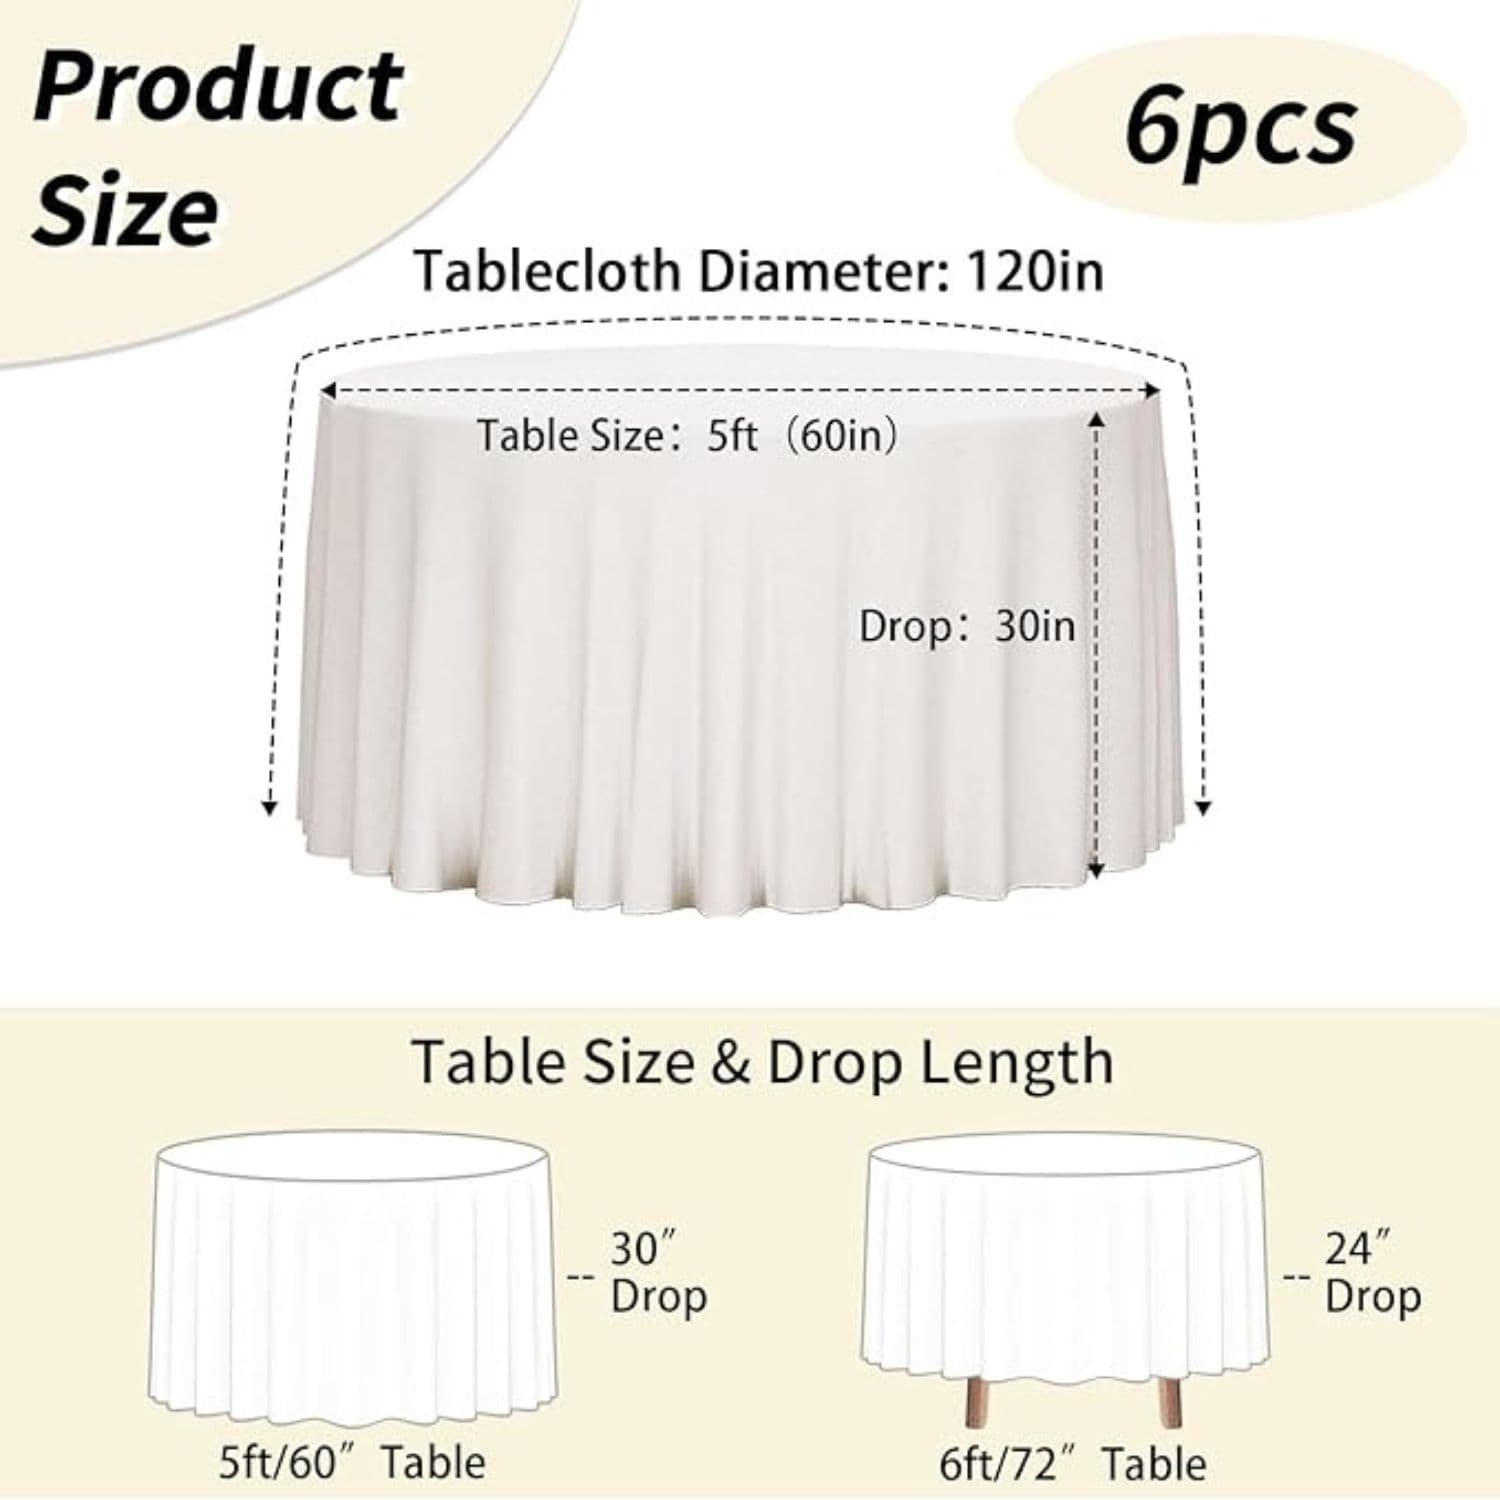 Product
Size
6pcs
Tablecloth Diameter: 120in
Table Size： 5ft （60in）
Drop： 30in
Table Size & Drop Length
30″
-- Drop
24″
-- Drop
5ft/60″ Table
6ft/72″ Table